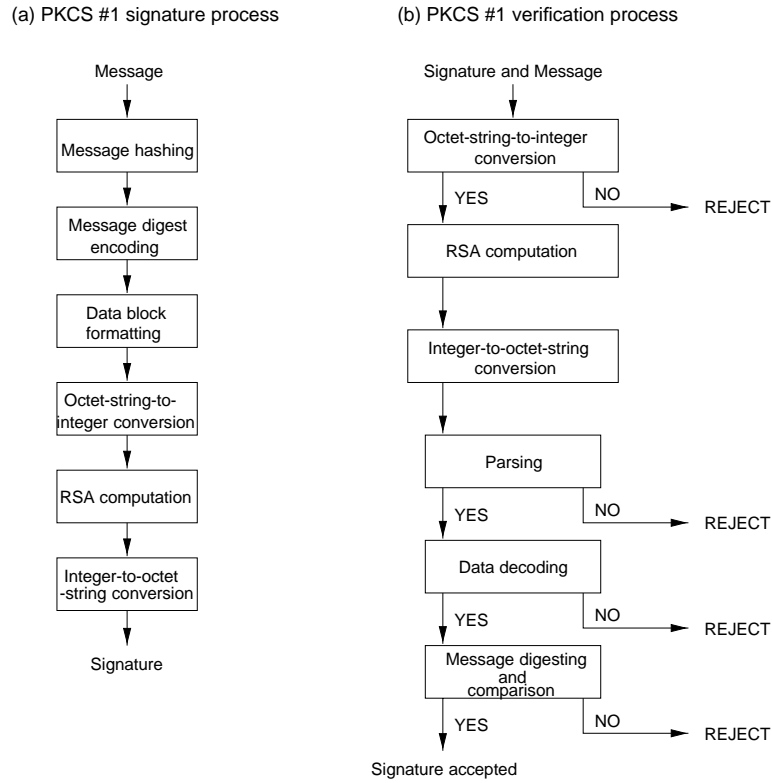 (a) PKCS #1 signature process
Message
Message hashing
Message digest
encoding
Data block
formatting
Octet-string-to-
integer conversion
RSA computation
Integer-to-octet
-string conversion
Signature
(b) PKCS #1 verification process
Signature and Message
Octet-string-to-integer
conversion
YES
NO
REJECT
RSA computation
Integer-to-octet-string
conversion
Parsing
YES
NO
REJECT
Data decoding
YES
NO
REJECT
Message digesting
and
comparison
YES
NO
REJECT
Signature accepted